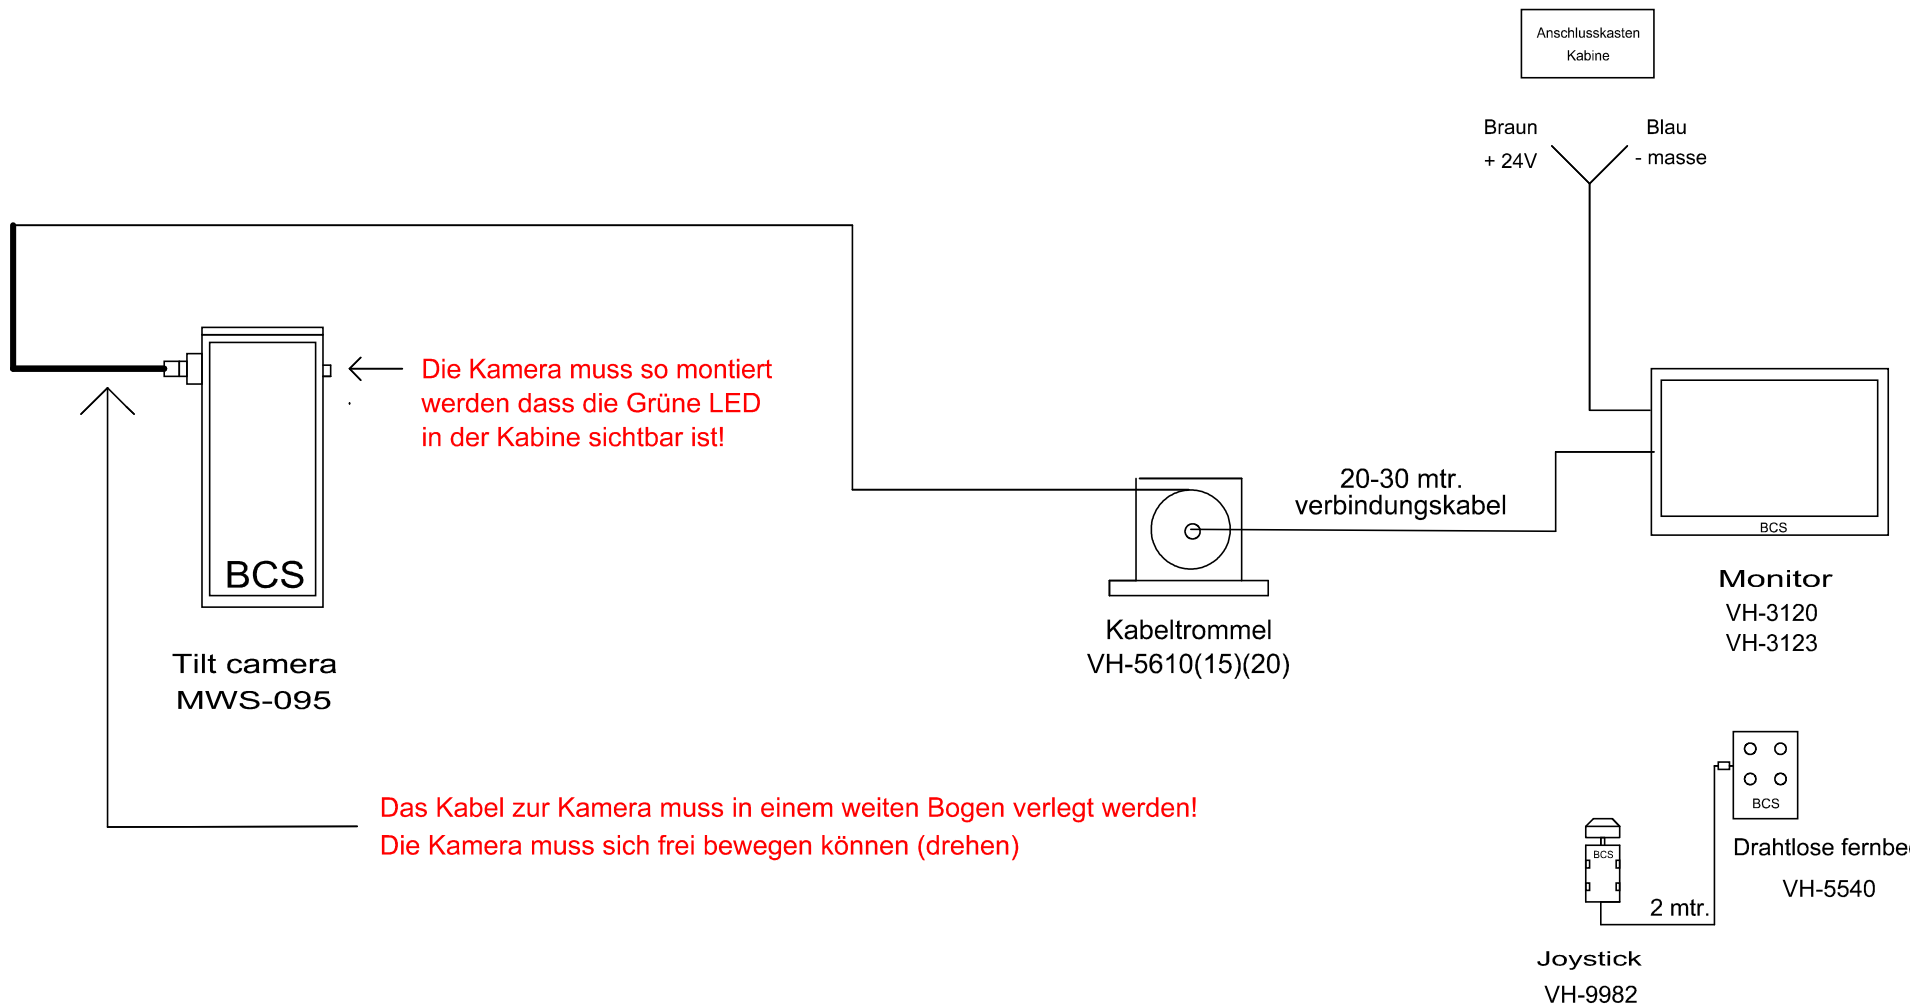 Anschlusskasten
Kabine
Braun
+ 24V
Blau
- masse
Die Kamera muss so montiert
werden dass die Grüne LED
in der Kabine sichtbar ist!
BCS
Tilt camera
MWS-095
20-30 mtr.
verbindungskabel
Kabeltrommel
VH-5610(15)(20)
BCS
Monitor
VH-3120
VH-3123
Das Kabel zur Kamera muss in einem weiten Bogen verlegt werden!
Die Kamera muss sich frei bewegen können (drehen)
BCS
Drahtlose
VH-5540
BCS
2 mtr.
Joystick
VH-9982